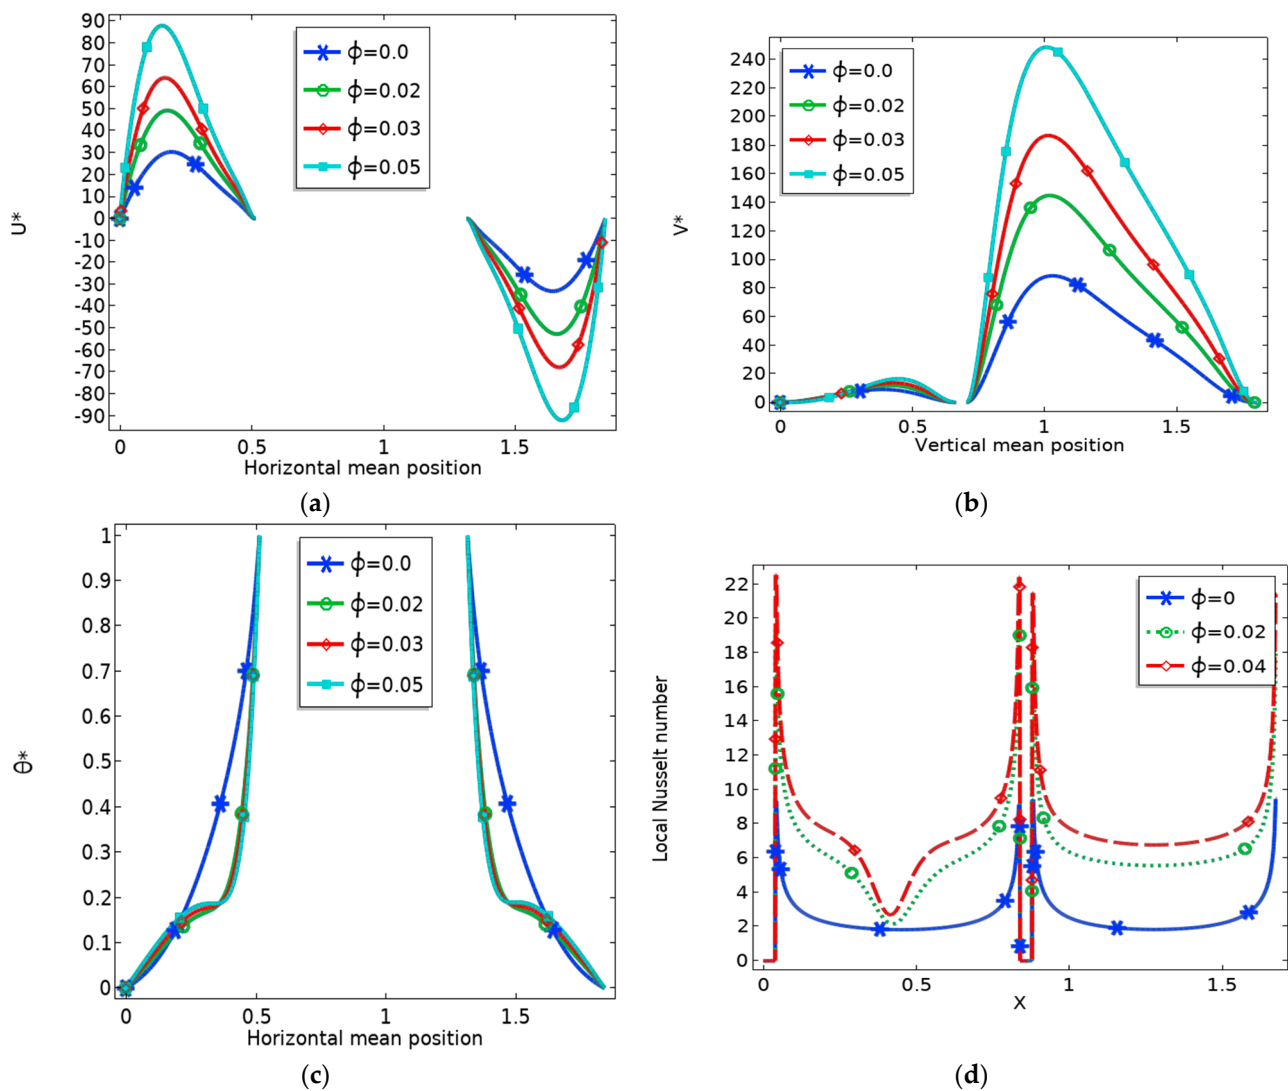 90
80
70
60
50
40
30
20
10
0
-10
-20
-30
-40
-50
-60
-70
-80
-90
U*
ϕ=0.0
ϕ=0.02
ϕ=0.03
ϕ=0.05
0 0.5 1 1.5
Horizontal mean position
(a)
240
220
200
180
160
140
120
100
80
60
40
20
0
V*
ϕ=0.0
ϕ=0.02
ϕ=0.03
ϕ=0.05
0 0.5 1 1.5
Vertical mean position
(b)
1
0.9
0.8
0.7
0.6
0.5
0.4
0.3
0.2
0.1
0
θ*
ϕ=0.0
ϕ=0.02
ϕ=0.03
ϕ=0.05
0 0.5 1 1.5
Horizontal mean position
(c)
22
20
18
16
14
12
10
8
6
4
2
0
Local Nusselt number
ϕ=0
ϕ=0.02
ϕ=0.04
0 0.5 1 1.5
X
(d)